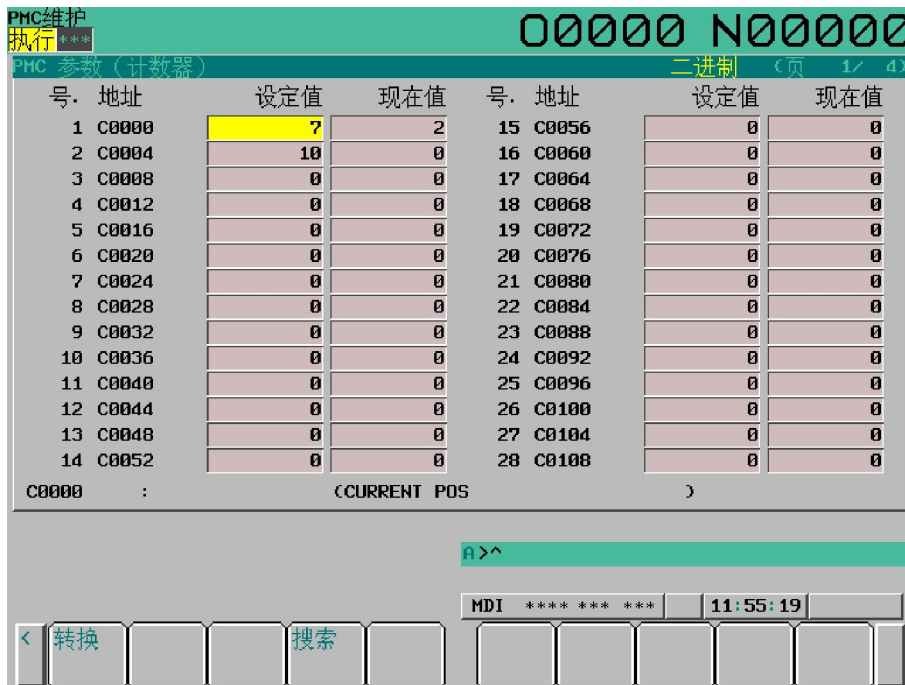 PMC维护
执行 *** O0000 N00000
PMC 参数（计数器） 二进制 （页 1/ 4）
号. 地址 设定值 现在值 号. 地址 设定值 现在值
1 C0000 7 2 15 C0056 0 0
2 C0004 10 0 16 C0060 0 0
3 C0008 0 0 17 C0064 0 0
4 C0012 0 0 18 C0068 0 0
5 C0016 0 0 19 C0072 0 0
6 C0020 0 0 20 C0076 0 0
7 C0024 0 0 21 C0080 0 0
8 C0028 0 0 22 C0084 0 0
9 C0032 0 0 23 C0088 0 0
10 C0036 0 0 24 C0092 0 0
11 C0040 0 0 25 C0096 0 0
12 C0044 0 0 26 C0100 0 0
13 C0048 0 0 27 C0104 0 0
14 C0052 0 0 28 C0108 0 0
C0000 : (CURRENT POS )
A>^
MDI **** *** *** 11:55:19
< 转换 搜索